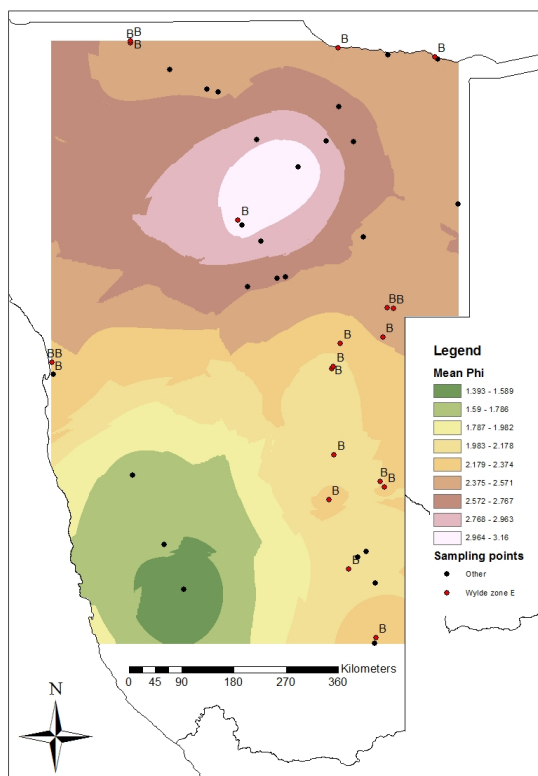 B
B
B
B
B
B
BB
B
B
BB
B
B
B
B
B
B
B
B
Legend
Mean Phi
1.393 - 1.589
1.59 - 1.786
1.787 - 1.982
1.983 - 2.178
2.179 - 2.374
2.375 - 2.571
2.572 - 2.767
2.768 - 2.963
2.964 - 3.16
Sampling points
Other
Wylde zone E
Kilometers
0 45 90 180 270 360
N